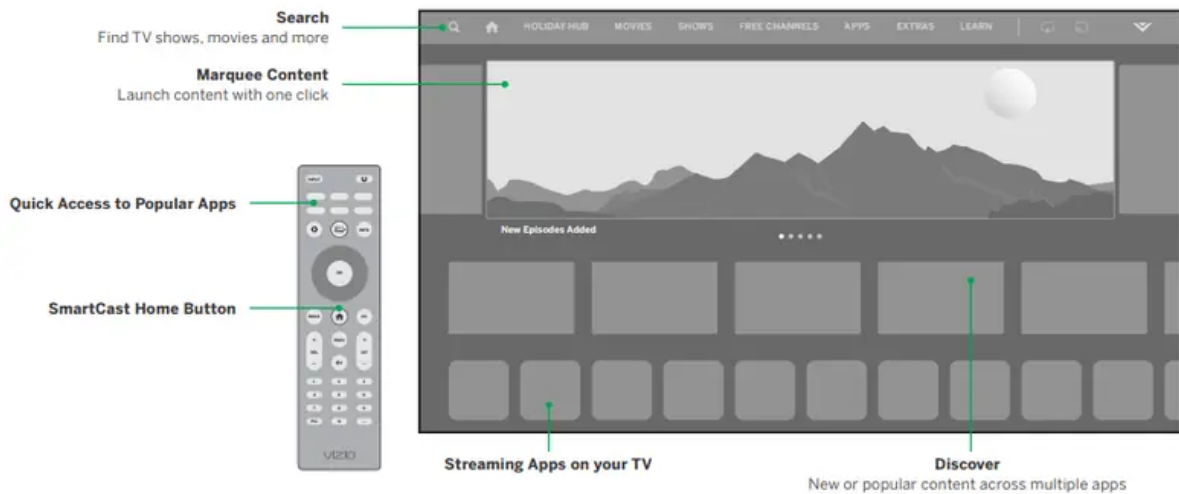 Search
Find TV shows, movies and more
HOLIDAY HUB MOVIES SHOWS FREE CHANNELS APPS EXTRAS LEARN
Marquee Content
Launch content with one click
INPUT
Quick Access to Popular Apps
New Episodes Added
OK
SmartCast Home Button
VIZIO
Streaming Apps on your TV
Discover
New or popular content across multiple apps